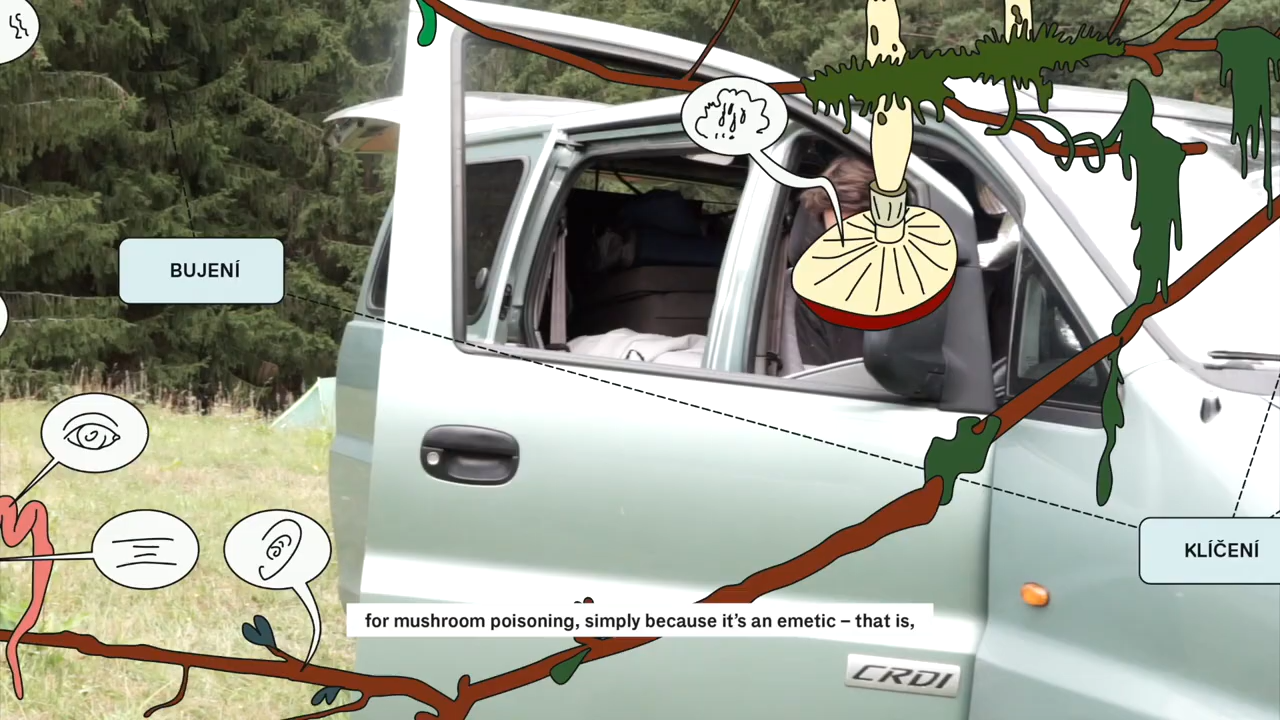 BUJENÍ
KLÍČENÍ
for mushroom poisoning, simply because it's an emetic – that is,
CRDI